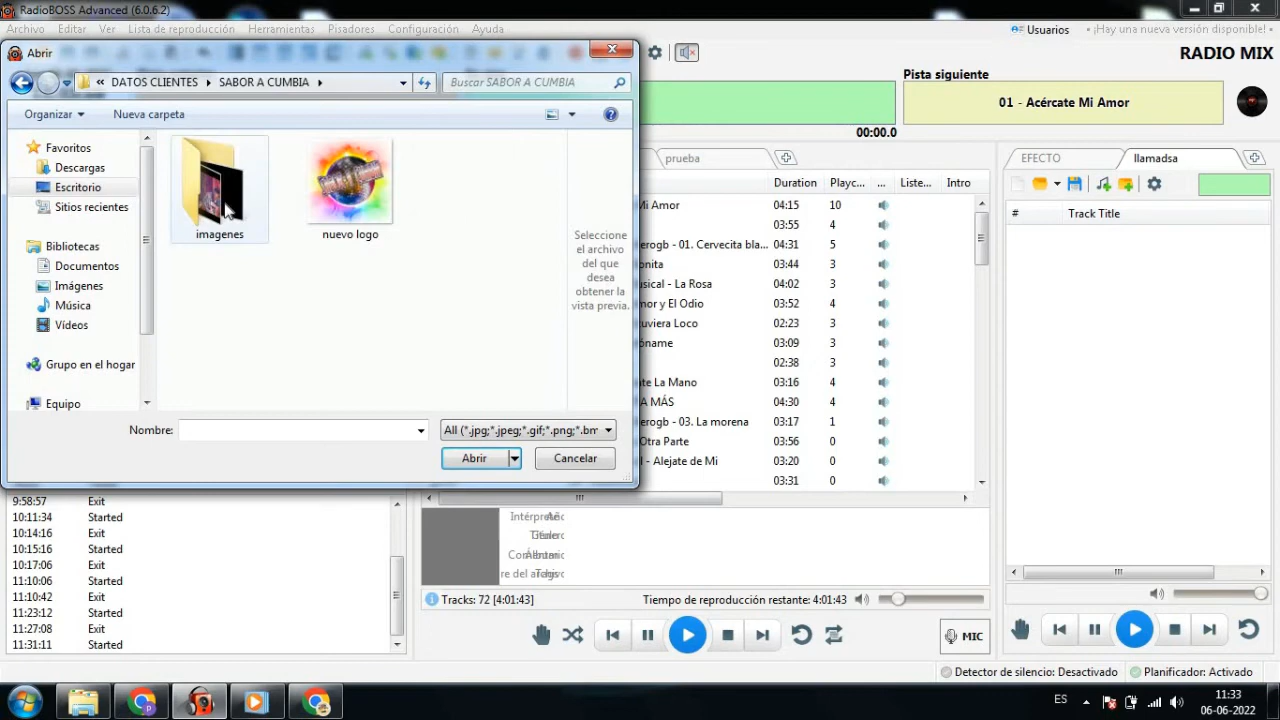 RadioBOSS Advanced (6.0.6.2)
Archivo Editar Ver Lista de reproducción Herramientas Pisadores Configuración Ayuda
Usuarios • ¡Hay una nueva versión disponible! •
Abrir
« DATOS CLIENTES SABOR A CUMBIA
Buscar SABOR A CUMBIA
Organizar Nueva carpeta
Favoritos
Descargas
Escritorio
Sitios recientes
Bibliotecas
Documentos
Imágenes
Música
Vídeos
Grupo en el hogar
Equipo
imagenes
nuevo logo
Seleccione
el archivo
del que
desea
obtener la
vista previa.
Nombre:
All (*.jpg;*.jpeg;*.gif;*.png;*.bm
Abrir Cancelar
RADIO MIX
Pista siguiente
01 - Acércate Mi Amor
00:00.0
prueba
Duration Playc... ... Liste... Intro
Mi Amor 04:15 10
03:55 4
erogb - 01. Cervecita bla... 04:31 5
onita 03:44 3
usical - La Rosa 04:02 3
mor y El Odio 03:52 4
tuviera Loco 02:23 3
oname 03:09 3
02:38 3
nte La Mano 03:16 4
A MÁS 04:30 4
erogb - 03. La morena 03:17 1
Otra Parte 03:56 0
l - Alejate de Mi 03:20 0
03:31 0
EFECTO llamadsa
# Track Title
9:58:57 Exit
10:11:34 Started
10:14:16 Exit
10:15:16 Started
10:17:06 Exit
11:10:06 Started
11:10:42 Exit
11:23:12 Started
11:27:08 Exit
11:31:11 Started
Tracks: 72 [4:01:43] Tiempo de reproducción restante: 4:01:43
MIC
Detector de silencio: Desactivado Planificador: Activado
ES
11:33
06-06-2022